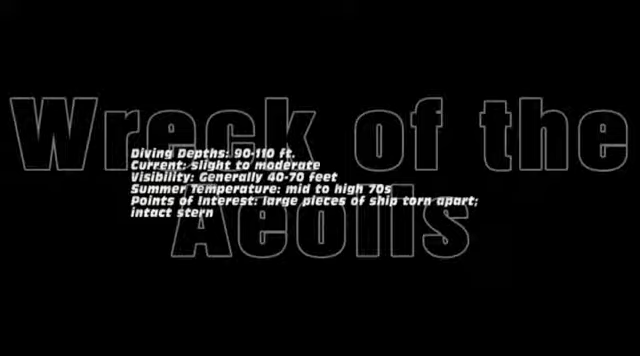 Wreck of the
Aeolis
Diving Depths: 90-110 ft.
Current: slight to moderate
Visibility: Generally 40-70 feet
Summer Temperature: mid to high 70s
Points of Interest: large pieces of ship torn apart;
intact stern